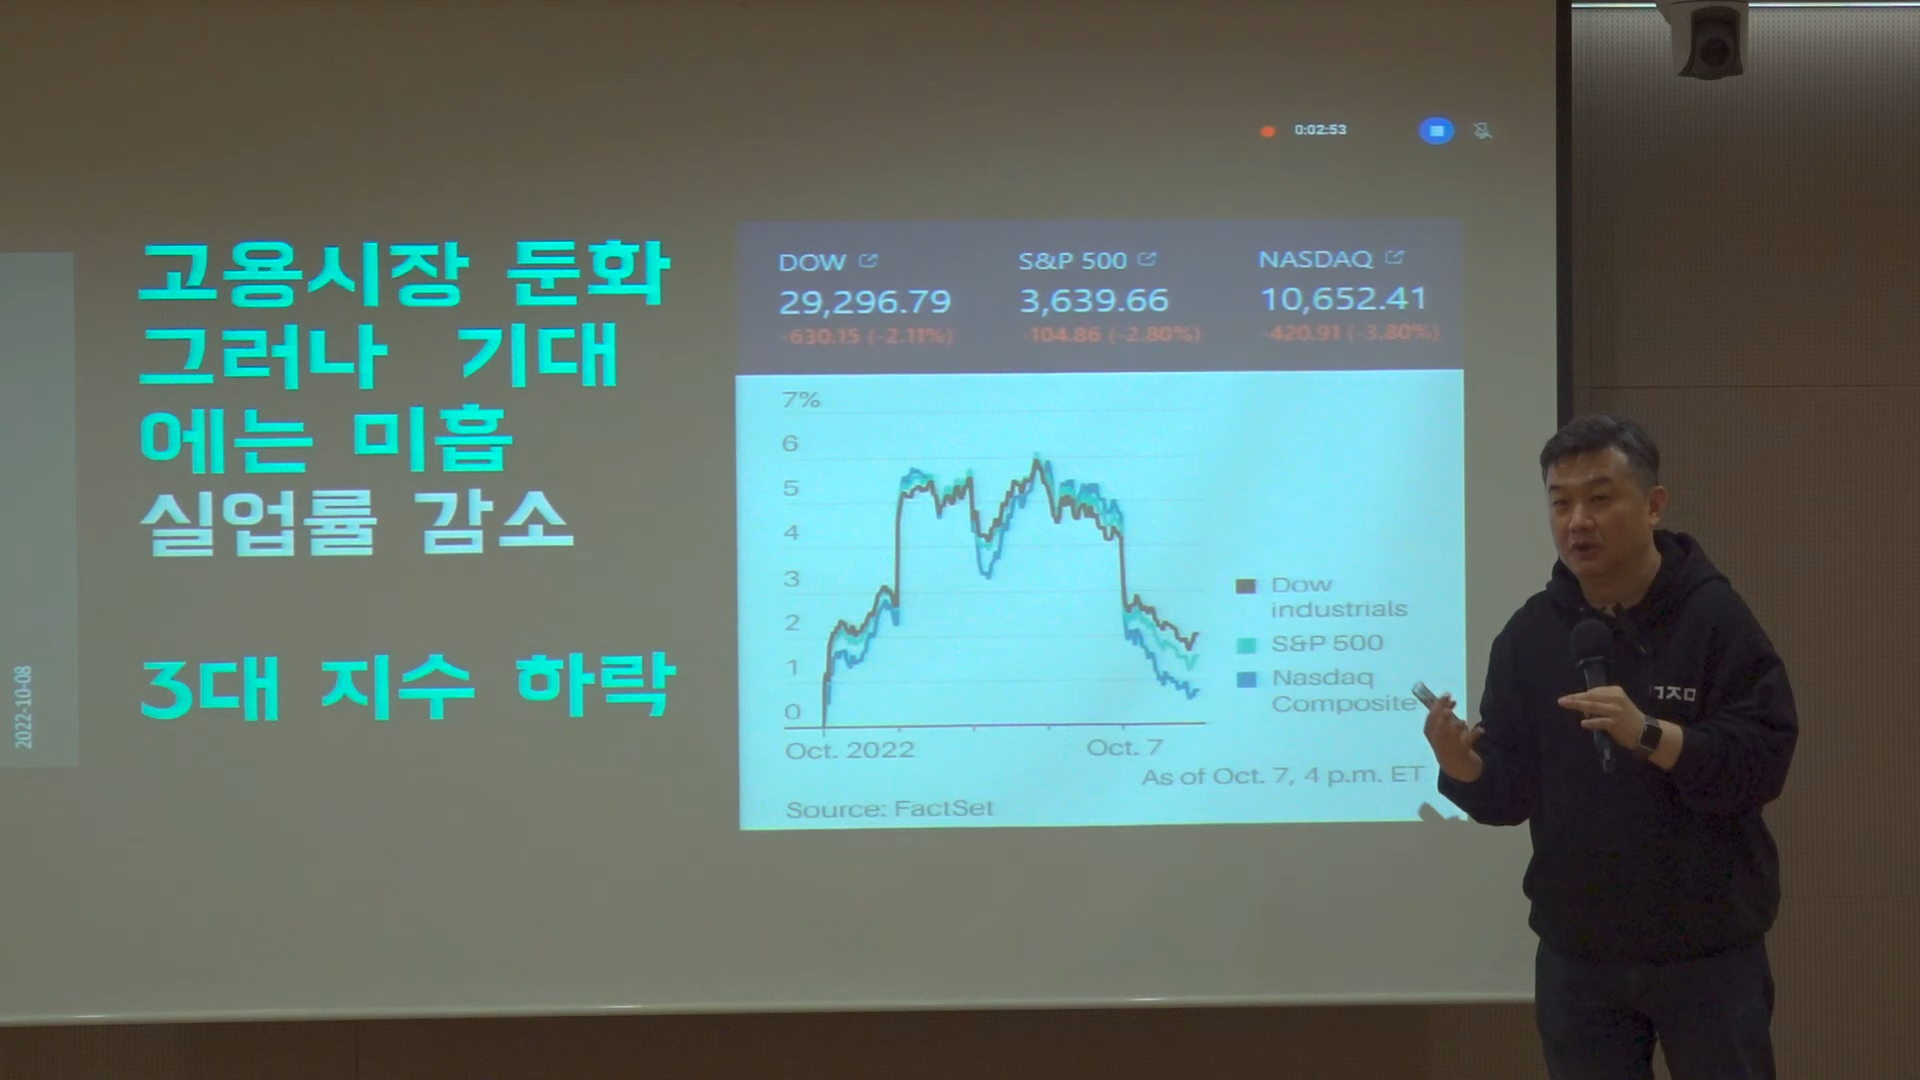 0:02:53
고용시장 둔화
그러나 기대
에는 미흡
실업률 감소
3대 지수 하락
2022-10-08
DOW S&P 500 NASDAQ
29,296.79 3,639.66 10,652.41
-630.15 (-2.11%) -104.86 (-2.80%) -420.91 (-3.80%)
7%
6
5
4
3
2
1
0
Oct. 2022 Oct. 7
Dow
industrials
S&P 500
Nasdaq
Composite
As of Oct. 7, 4 p.m. ET
Source: FactSet